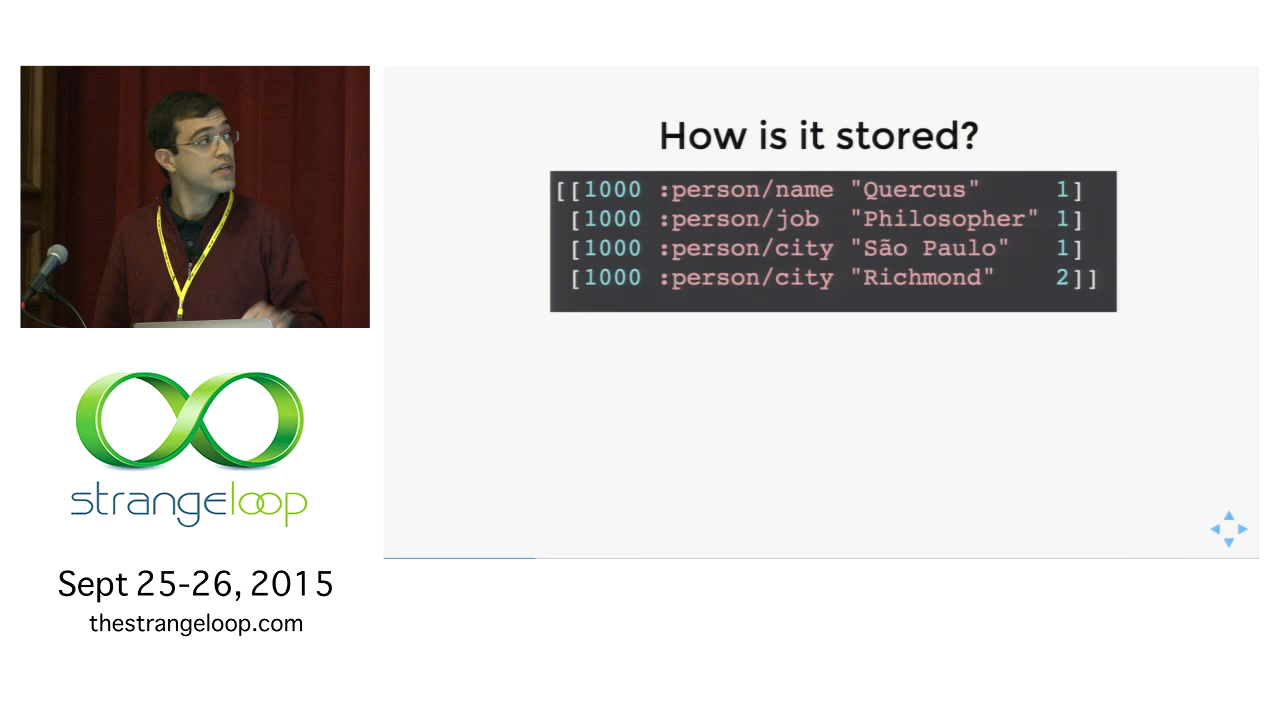 How is it stored?
[[1000 :person/name "Quercus" 1]
[1000 :person/job "Philosopher" 1]
[1000 :person/city "São Paulo" 1]
[1000 :person/city "Richmond" 2]]
strangeloop
Sept 25-26, 2015
thestrangeloop.com